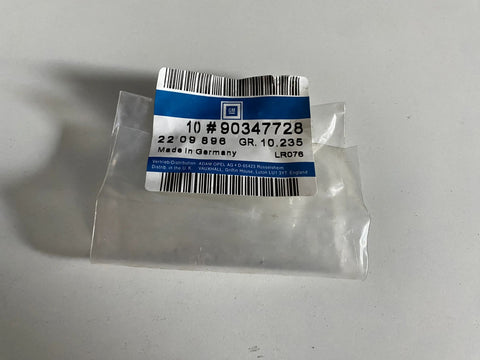 GM
10 #90347728
22 09 896 GR. 10.235
Made in Germany LR076
Vertrieb/Distribution: ADAM OPEL AG • D-65423 Rüsselsheim
Distrib. in the U.K. VAUXHALL, Griffin House, Luton LU1 3YT, England